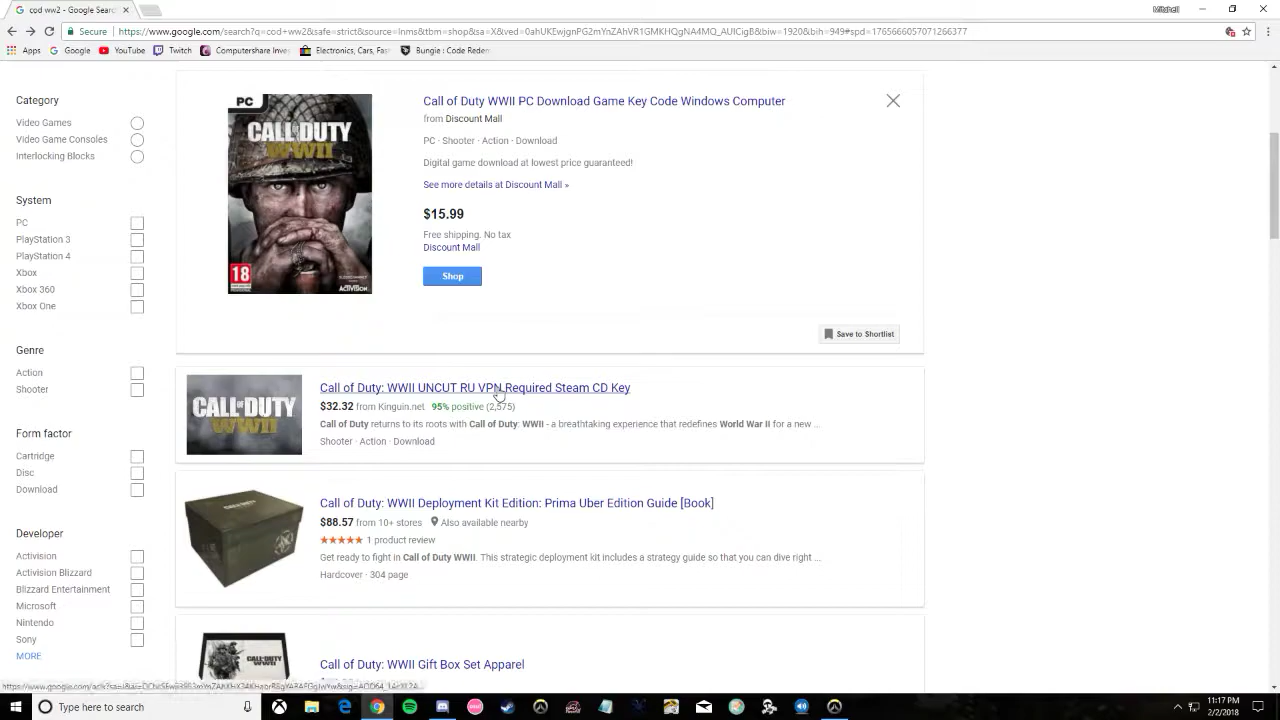 cod ww2 - Google Sear
Mitchell
Secure
https://www.google.com/search?q=cod+ww2&safe=strict&source=lnms&tbm=shop&sa=X&ved=0ahUKEwjgnPG2mYnZAhVR1GMKHQgNA4MQ_AUICigB&biw=1920&bih=949#spd=1765666057071266377
Apps Google YouTube Twitch Computershare Inves Electronics, Cars, Fash Bungie : Code Redem
Category
Video Games
Video Game Consoles
Interlocking Blocks
System
PC
PlayStation 3
PlayStation 4
Xbox
Xbox 360
Xbox One
Genre
Action
Shooter
Form factor
Cartridge
Disc
Download
Developer
Activision
Activision Blizzard
Blizzard Entertainment
Microsoft
Nintendo
Sony
MORE
PC
CALL OF DUTY
WWII
18
ACTIVISION
Call of Duty WWII PC Download Game Key Code Windows Computer
from Discount Mall
PC · Shooter · Action · Download
Digital game download at lowest price guaranteed!
See more details at Discount Mall »
$15.99
Free shipping. No tax
Discount Mall
Shop
Save to Shortlist
CALL OF DUTY
WWII
Call of Duty: WWII UNCUT RU VPN Required Steam CD Key
$32.32 from Kinguin.net 95% positive (2,575)
Call of Duty returns to its roots with Call of Duty: WWII - a breathtaking experience that redefines World War II for a new ...
Shooter · Action · Download
Call of Duty: WWII Deployment Kit Edition: Prima Uber Edition Guide [Book]
$88.57 from 10+ stores Also available nearby
1 product review
Get ready to fight in Call of Duty WWII. This strategic deployment kit includes a strategy guide so that you can dive right ...
Hardcover · 304 page
CALL OF DUTY
WWII
Call of Duty: WWII Gift Box Set Apparel
Type here to search
11:17 PM
2/2/2018